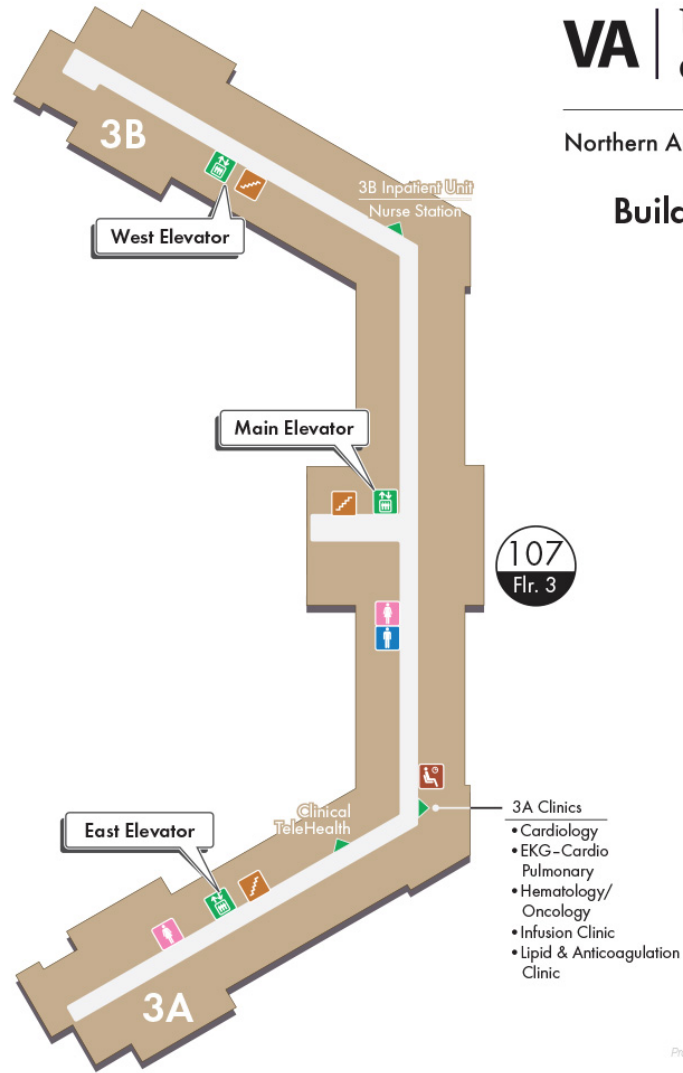 VA
Northern A
Build
3B
West Elevator
3B Inpatient Unit
Nurse Station
Main Elevator
107
Flr. 3
East Elevator
Clinical
TeleHealth
3A Clinics
•Cardiology
•EKG–Cardio
Pulmonary
•Hematology/
Oncology
•Infusion Clinic
•Lipid & Anticoagulation
Clinic
3A